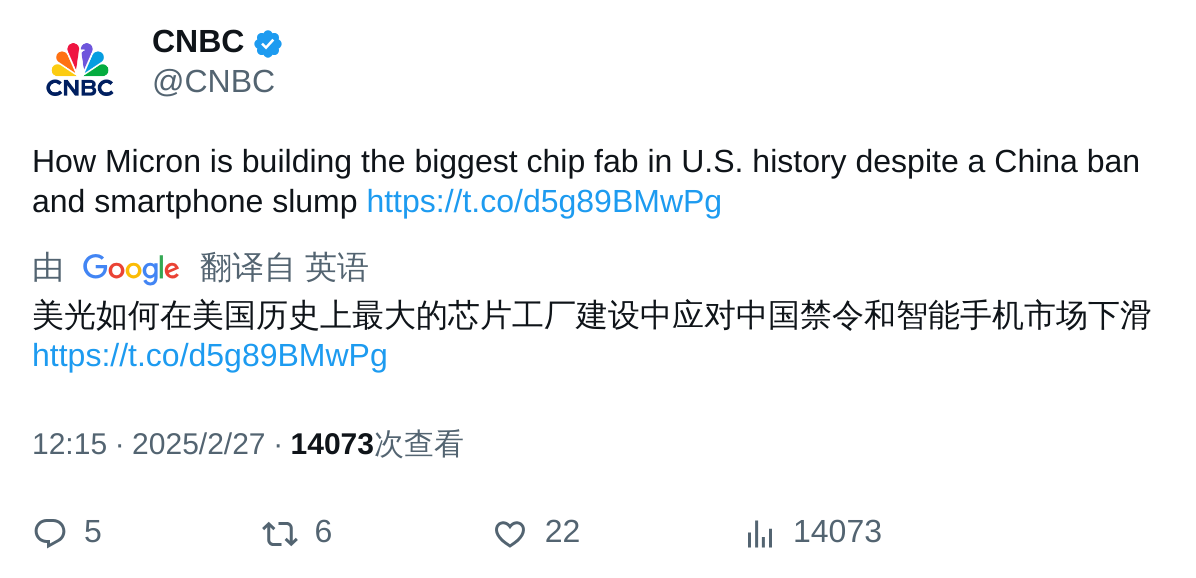 CNBC
CNBC
@CNBC
How Micron is building the biggest chip fab in U.S. history despite a China ban
and smartphone slump https://t.co/d5g89BMwPg
由 Google 翻译自 英语
美光如何在美国历史上最大的芯片工厂建设中应对中国禁令和智能手机市场下滑
https://t.co/d5g89BMwPg
12:15 · 2025/2/27 · 14073次查看
5 6 22 14073